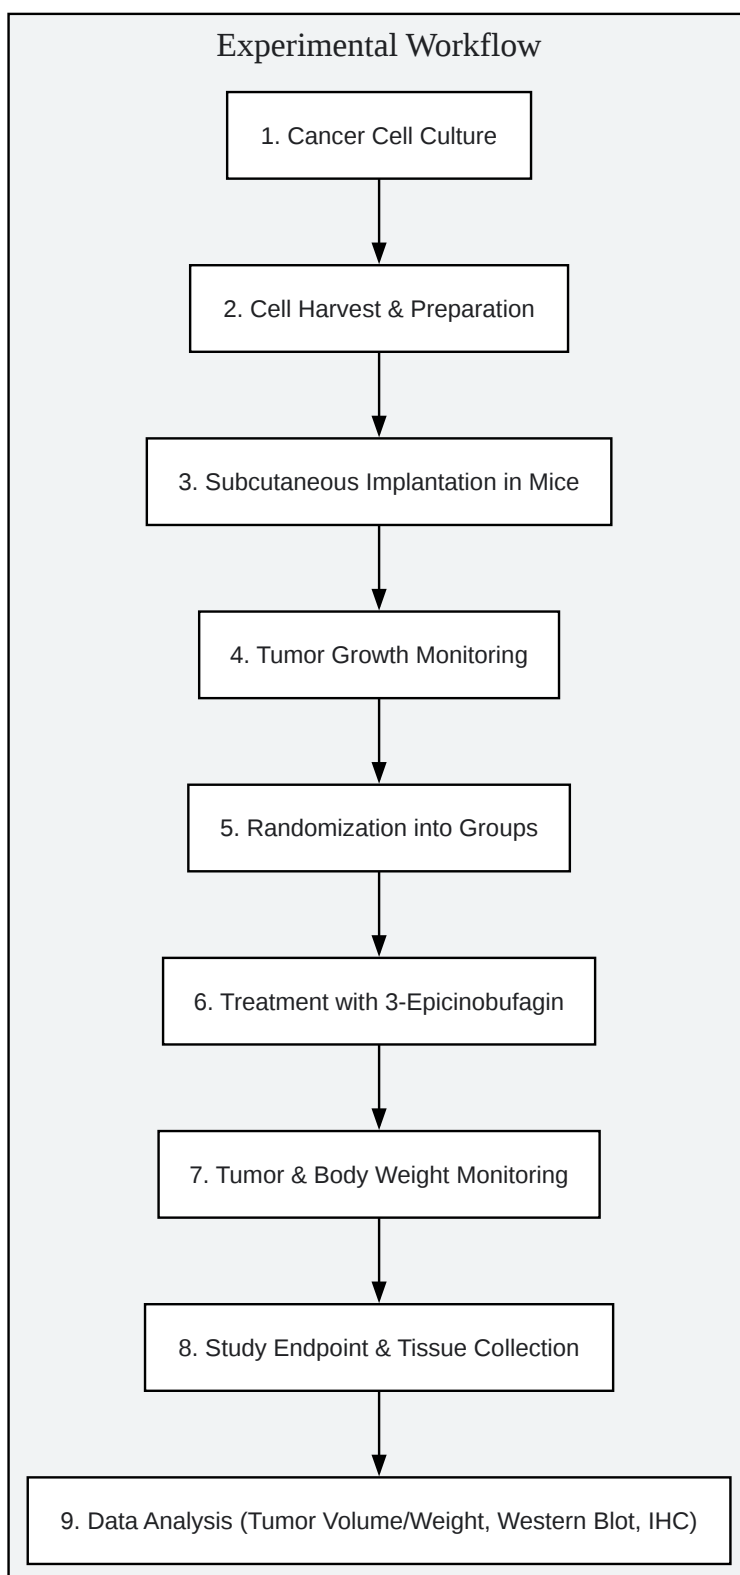 Experimental Workflow
1. Cancer Cell Culture
2. Cell Harvest & Preparation
3. Subcutaneous Implantation in Mice
4. Tumor Growth Monitoring
5. Randomization into Groups
6. Treatment with 3-Epicinobufagin
7. Tumor & Body Weight Monitoring
8. Study Endpoint & Tissue Collection
9. Data Analysis (Tumor Volume/Weight, Western Blot, IHC)